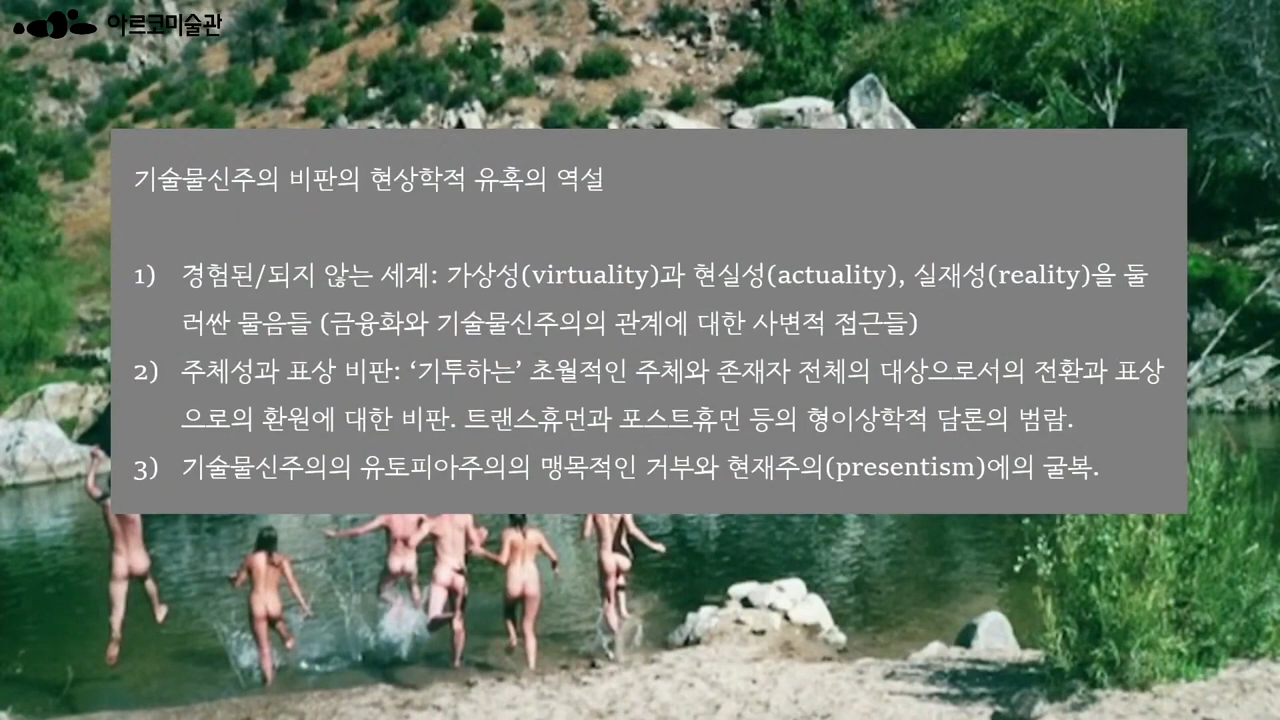 아르코미술관
기술물신주의 비판의 현상학적 유혹의 역설
1) 경험된/되지 않는 세계: 가상성(virtuality)과 현실성(actuality), 실재성(reality)을 둘
러싼 물음들 (금융화와 기술물신주의의 관계에 대한 사변적 접근들)
2) 주체성과 표상 비판: ‘기투하는’ 초월적인 주체와 존재자 전체의 대상으로서의 전환과 표상
으로의 환원에 대한 비판. 트랜스휴먼과 포스트휴먼 등의 형이상학적 담론의 범람.
3) 기술물신주의의 유토피아주의의 맹목적인 거부와 현재주의(presentism)에의 굴복.